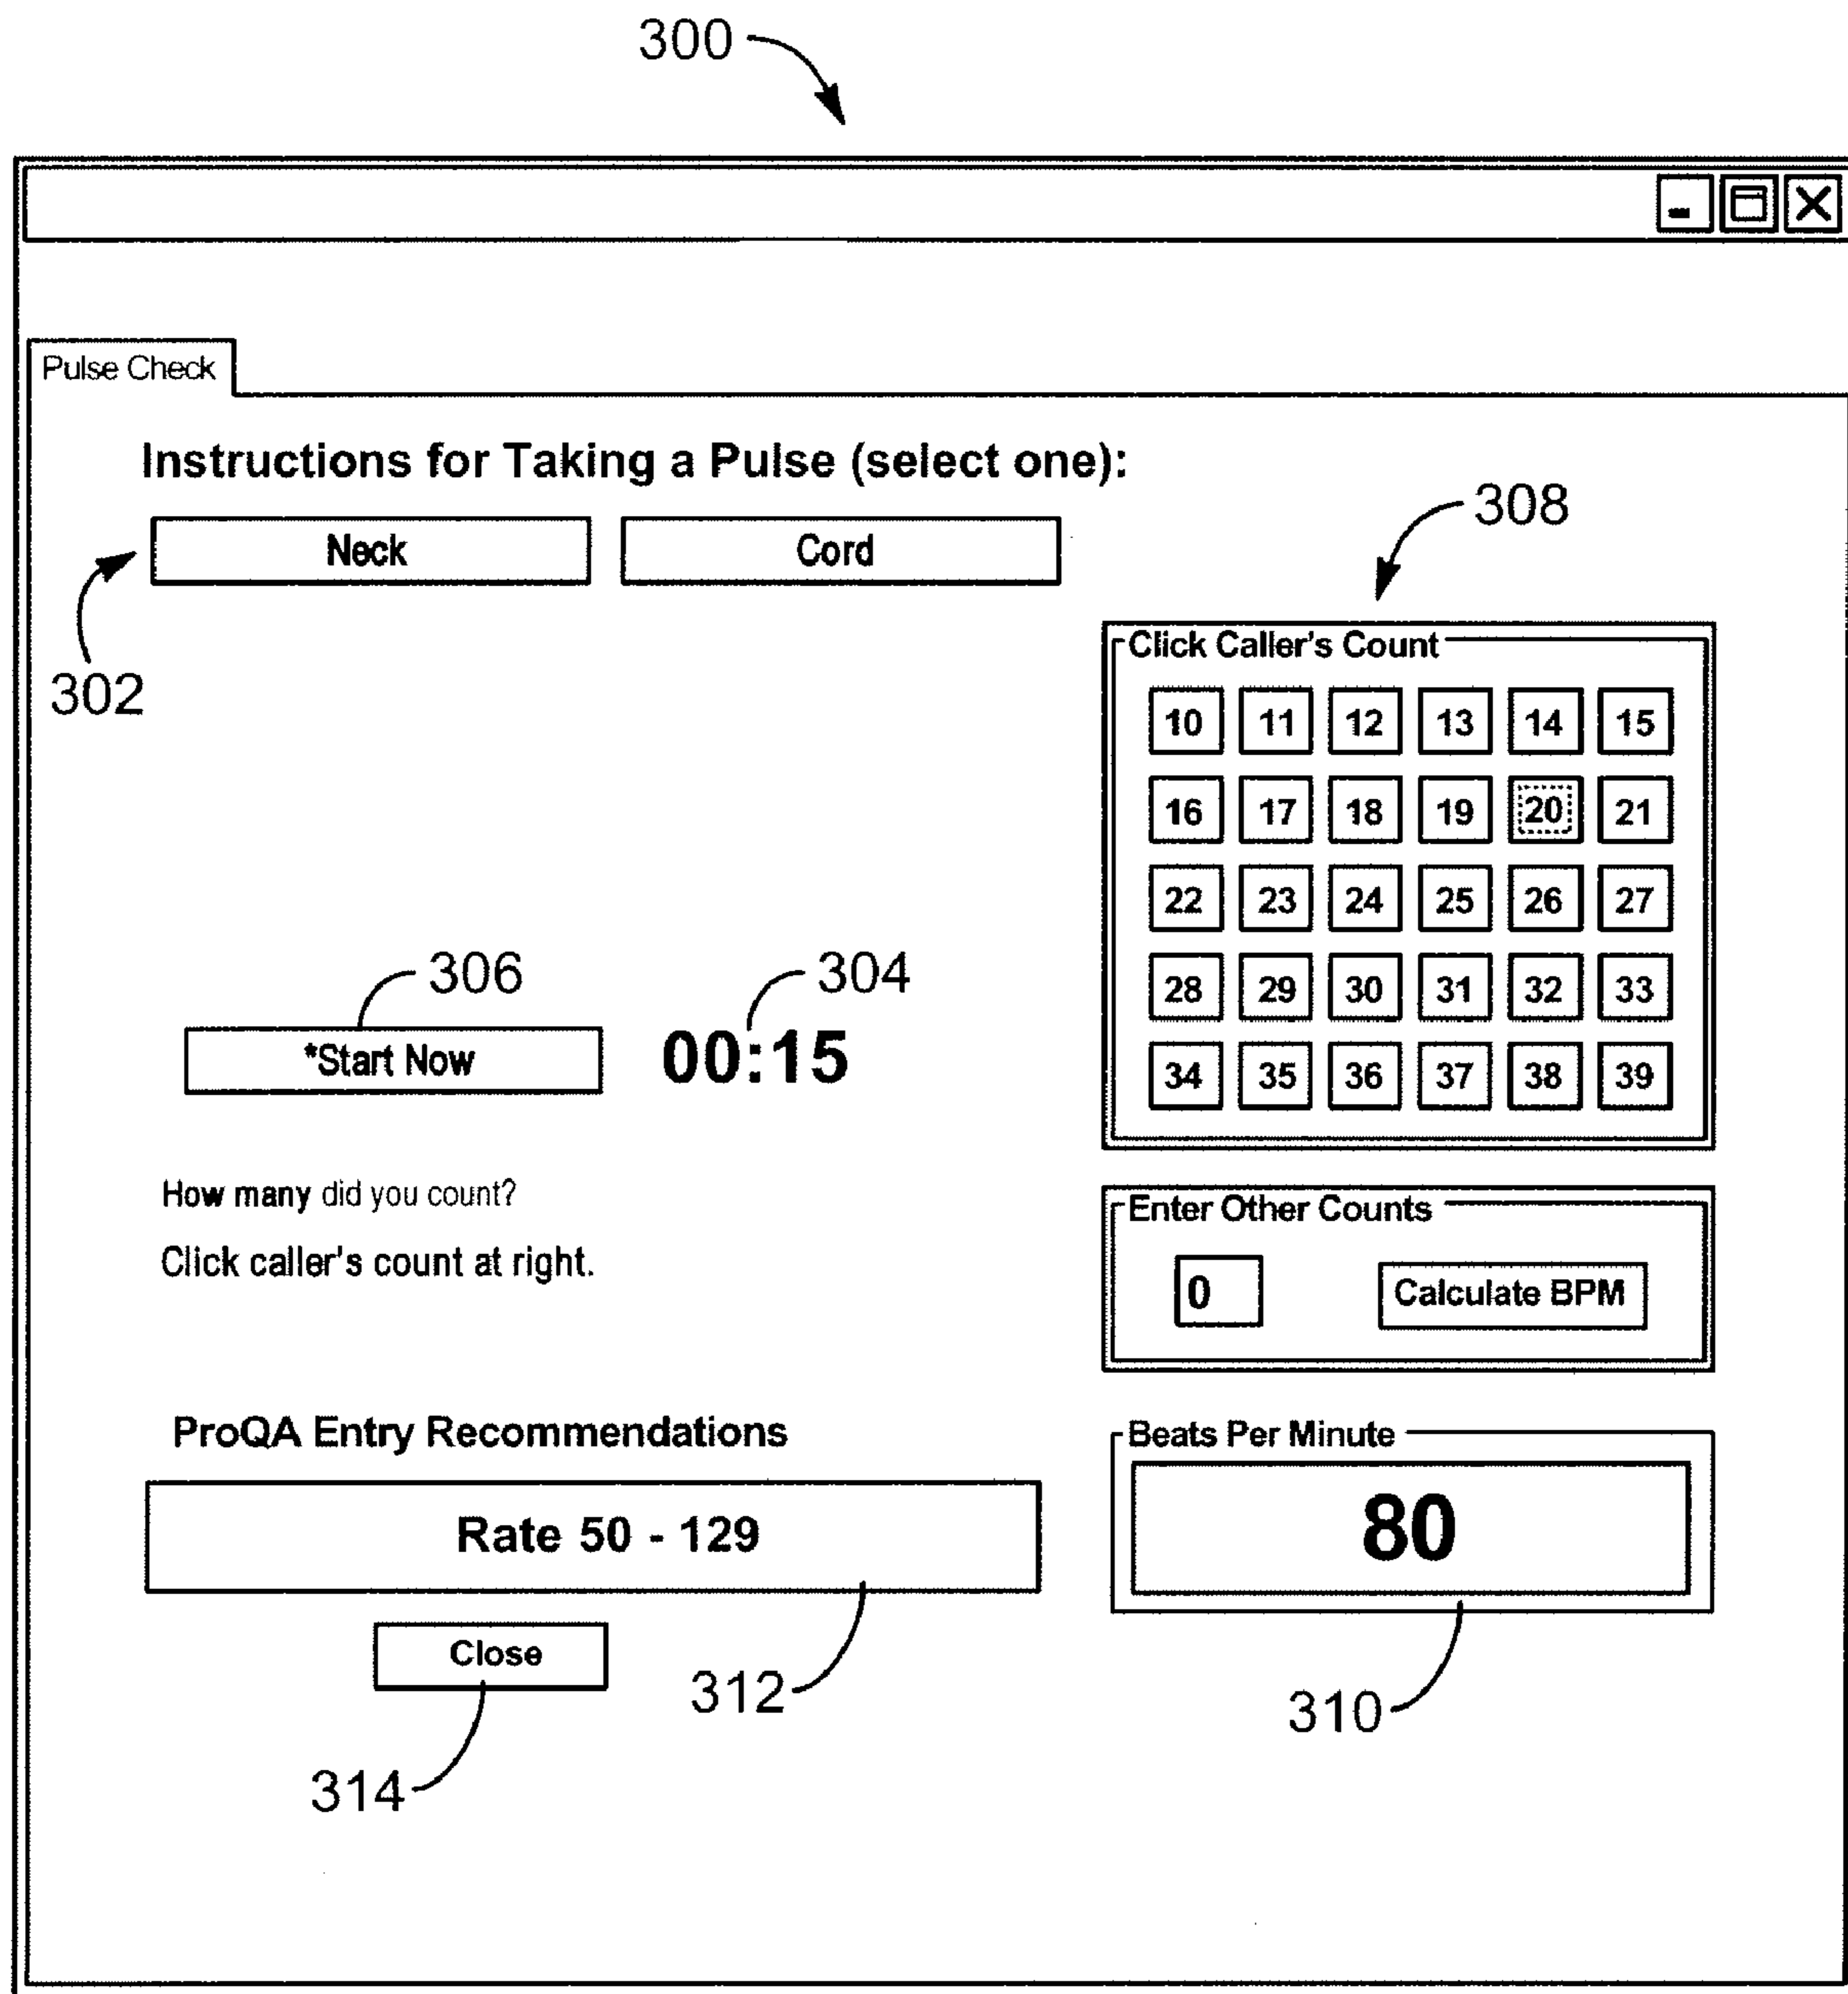 300
Pulse Check
Instructions for Taking a Pulse (select one):
Neck Cord
302
308
Click Caller's Count
10 11 12 13 14 15
16 17 18 19 20 21
22 23 24 25 26 27
28 29 30 31 32 33
34 35 36 37 38 39
306
304
*Start Now 00:15
How many did you count?
Click caller's count at right.
Enter Other Counts
0 Calculate BPM
ProQA Entry Recommendations
Rate 50 - 129
Beats Per Minute
80
Close
312
310
314